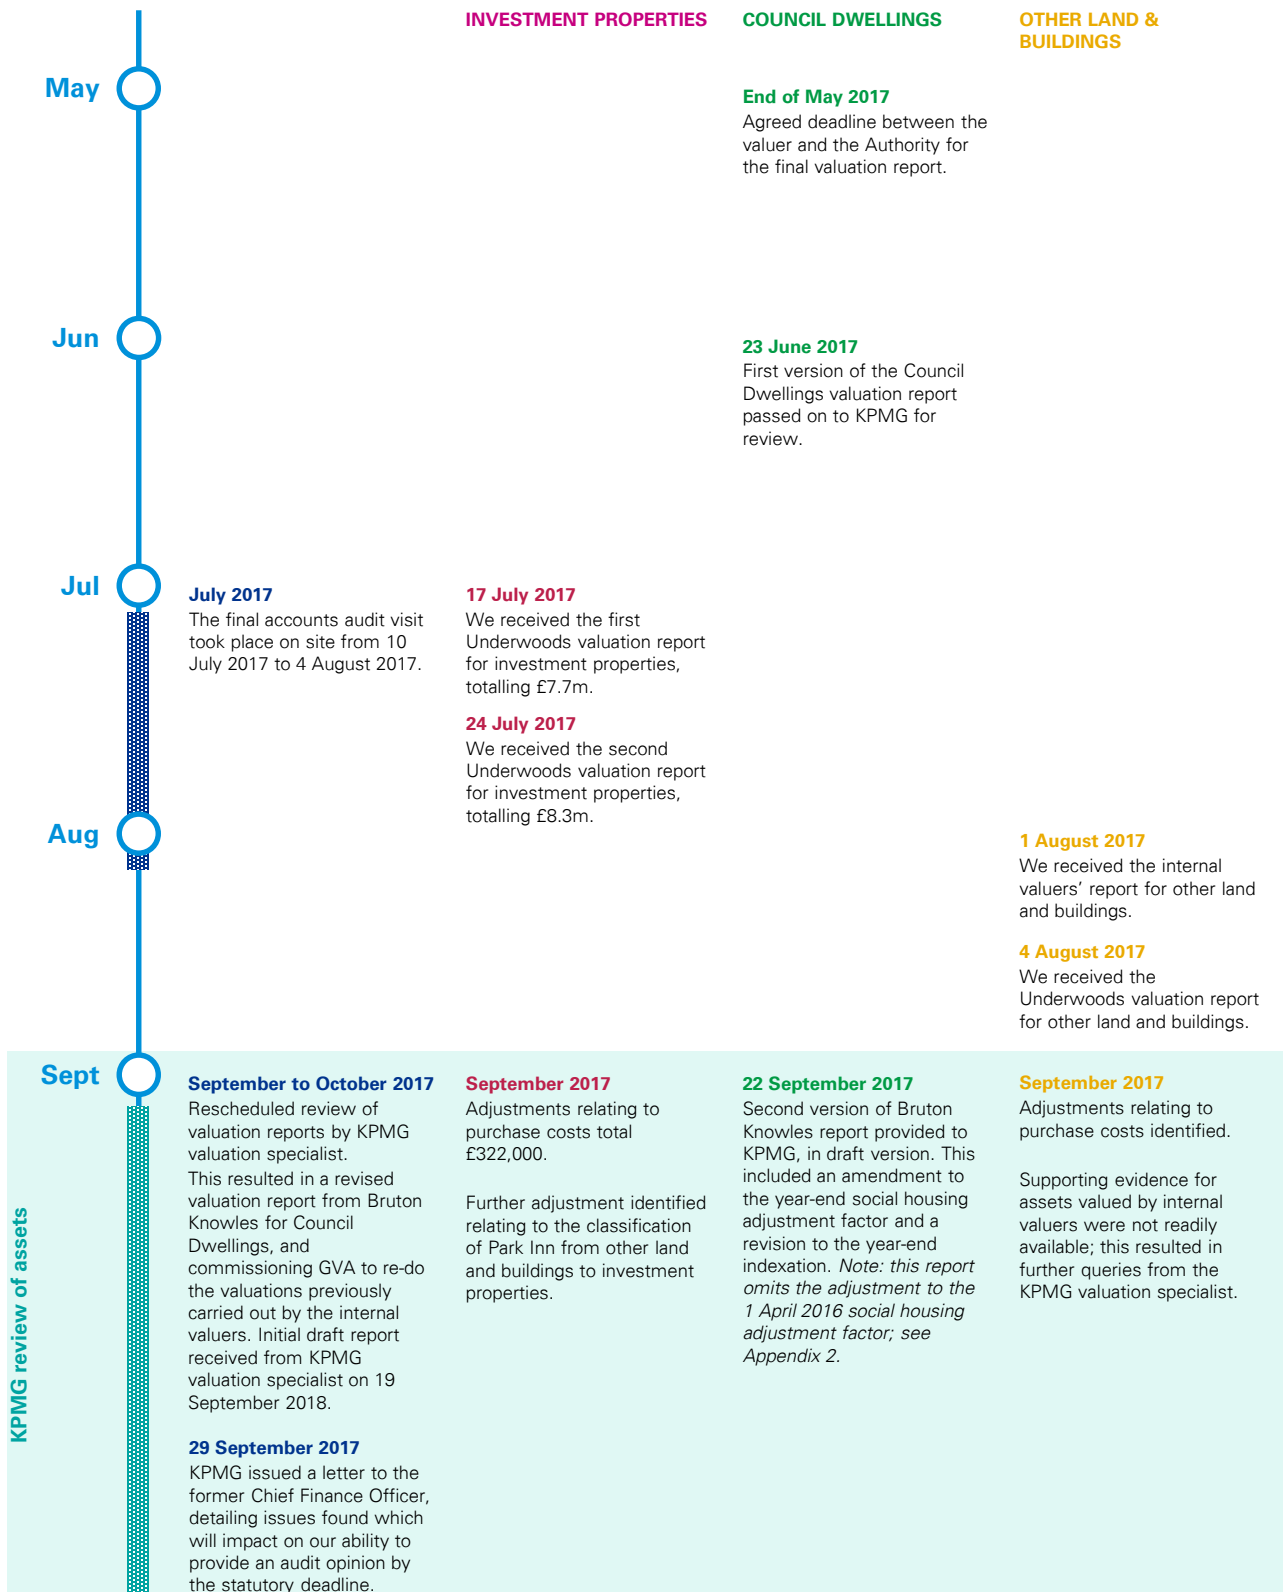 INVESTMENT PROPERTIES
COUNCIL DWELLINGS
OTHER LAND &
BUILDINGS
May
End of May 2017
Agreed deadline between the
valuer and the Authority for
the final valuation report.
Jun
23 June 2017
First version of the Council
Dwellings valuation report
passed on to KPMG for
review.
Jul
July 2017
The final accounts audit visit
took place on site from 10
July 2017 to 4 August 2017.
17 July 2017
We received the first
Underwoods valuation report
for investment properties,
totalling £7.7m.
24 July 2017
We received the second
Underwoods valuation report
for investment properties,
totalling £8.3m.
Aug
1 August 2017
We received the internal
valuers’ report for other land
and buildings.
4 August 2017
We received the
Underwoods valuation report
for other land and buildings.
KPMG review of assets
Sept
September to October 2017
Rescheduled review of
valuation reports by KPMG
valuation specialist.
This resulted in a revised
valuation report from Bruton
Knowles for Council
Dwellings, and
commissioning GVA to re-do
the valuations previously
carried out by the internal
valuers. Initial draft report
received from KPMG
valuation specialist on 19
September 2018.
29 September 2017
KPMG issued a letter to the
former Chief Finance Officer,
detailing issues found which
will impact on our ability to
provide an audit opinion by
the statutory deadline.
September 2017
Adjustments relating to
purchase costs total
£322,000.
Further adjustment identified
relating to the classification
of Park Inn from other land
and buildings to investment
properties.
22 September 2017
Second version of Bruton
Knowles report provided to
KPMG, in draft version. This
included an amendment to
the year-end social housing
adjustment factor and a
revision to the year-end
indexation. Note: this report
omits the adjustment to the
1 April 2016 social housing
adjustment factor; see
Appendix 2.
September 2017
Adjustments relating to
purchase costs identified.
Supporting evidence for
assets valued by internal
valuers were not readily
available; this resulted in
further queries from the
KPMG valuation specialist.